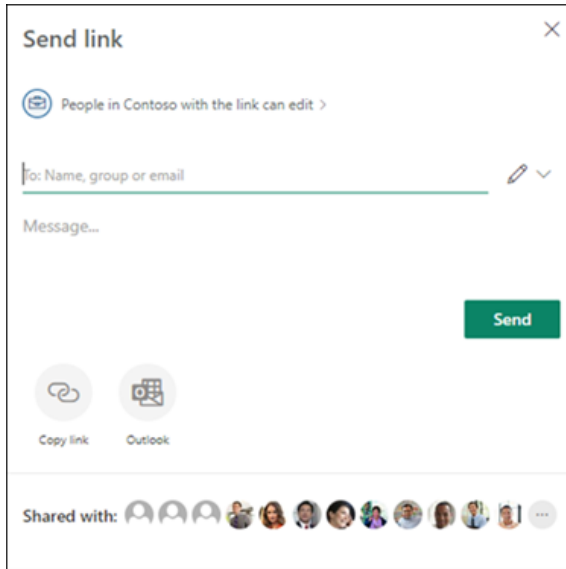 Send link
People in Contoso with the link can edit >
To: Name, group or email
Message...
Send
Copy link
Outlook
Shared with: